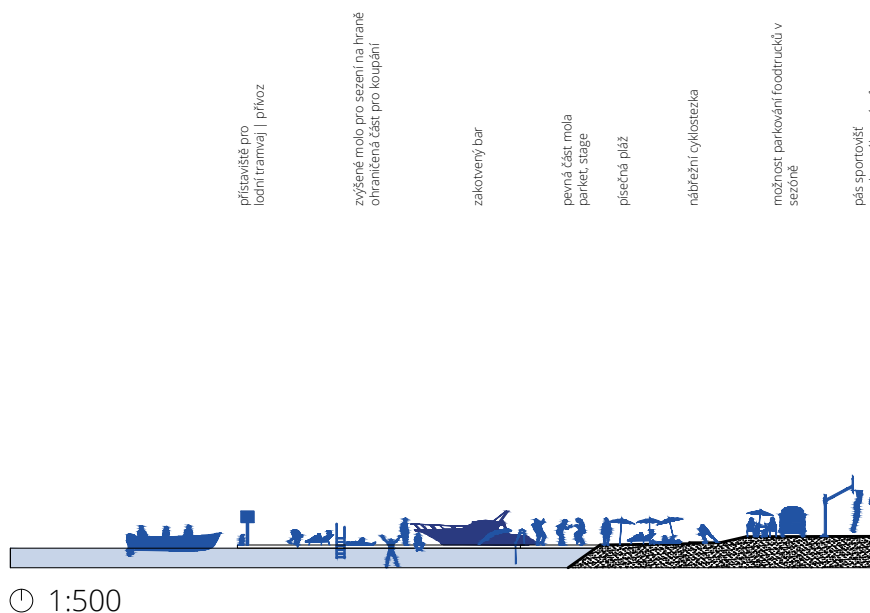 přístaviště pro
lodní tramvaj | přívoz
zvýšené molo pro sezení na hraně
ohraničená část pro koupání
zakotvený bar
pevná část mola
parket, stage
písečná pláž
nábřežní cyklostezka
možnost parkování foodtrucků v
sezóně
pás sportovišť
1:500